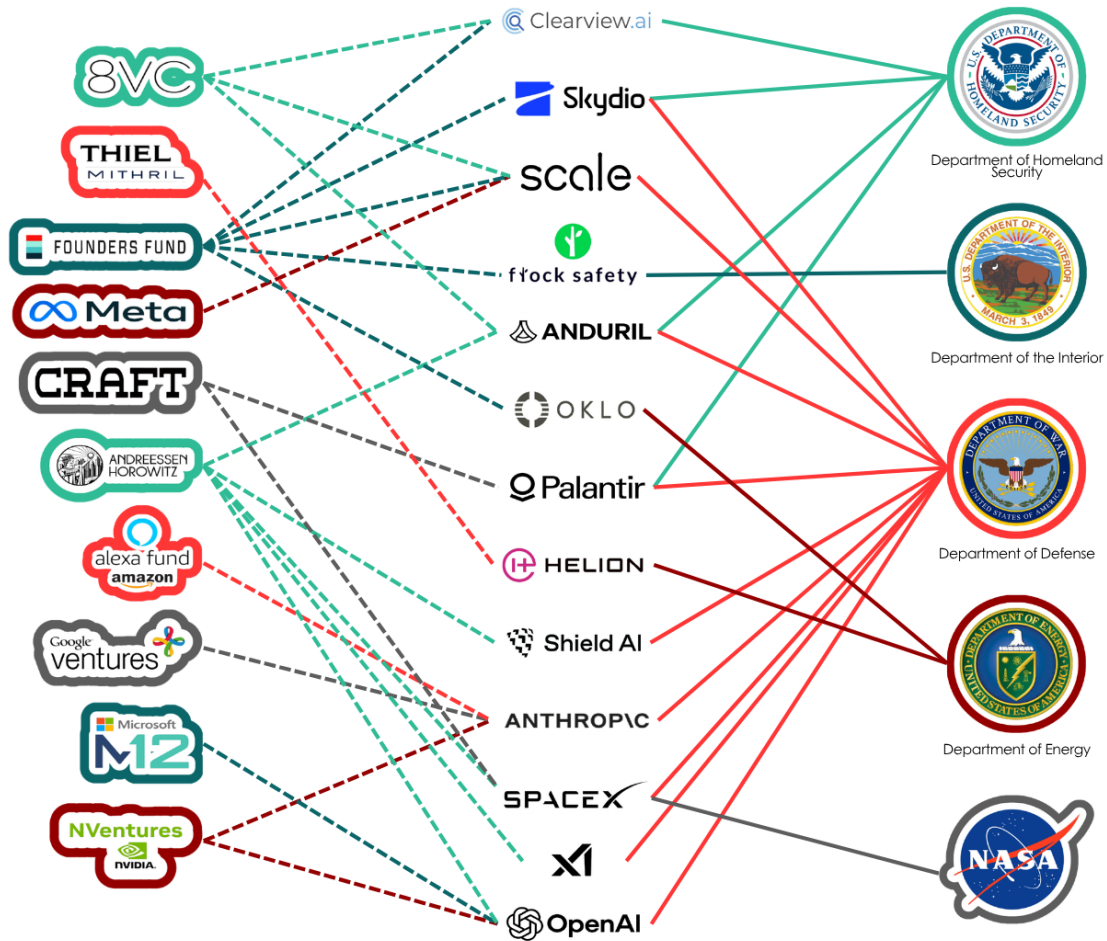 8VC
THIEL
MITHRIL
FOUNDERS FUND
Meta
CRAFT
ANDREESSEN
HOROWITZ
alexa fund
amazon
Google
ventures
Microsoft
M12
NVentures
NVIDIA.
Clearview.ai
Skydio
scale
flock safety
ANDURIL
OKLO
Palantir
HELION
Shield AI
ANTHROP\C
SPACEX
x1
OpenAI
U.S. DEPARTMENT OF
HOMELAND SECURITY
Department of Homeland
Security
U.S. DEPARTMENT OF THE INTERIOR
MARCH 3, 1849
Department of the Interior
DEPARTMENT OF WAR
UNITED STATES OF AMERICA
Department of Defense
DEPARTMENT OF ENERGY
UNITED STATES OF AMERICA
Department of Energy
NASA